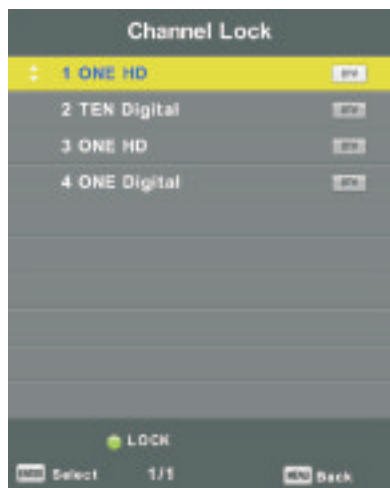 Channel Lock
1 ONE HD
2 TEN Digital
3 ONE HD
4 ONE Digital
LOCK
Select 1/1 MENU Back